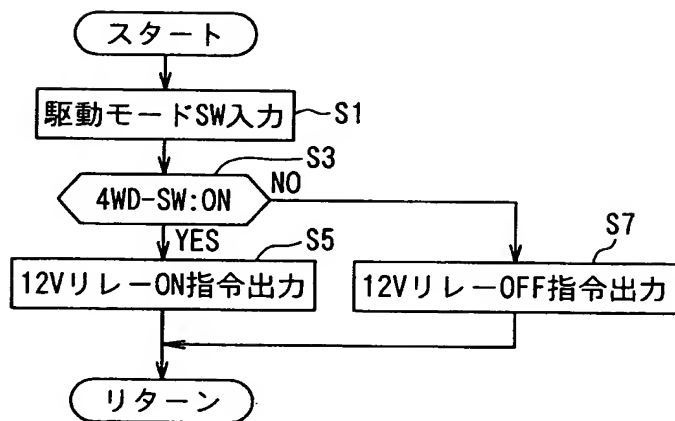 スタート
駆動モードSW入力
S1
S3
4WD-SW:ON
NO
YES
S5
S7
12VリレーON指令出力
12VリレーOFF指令出力
リターン